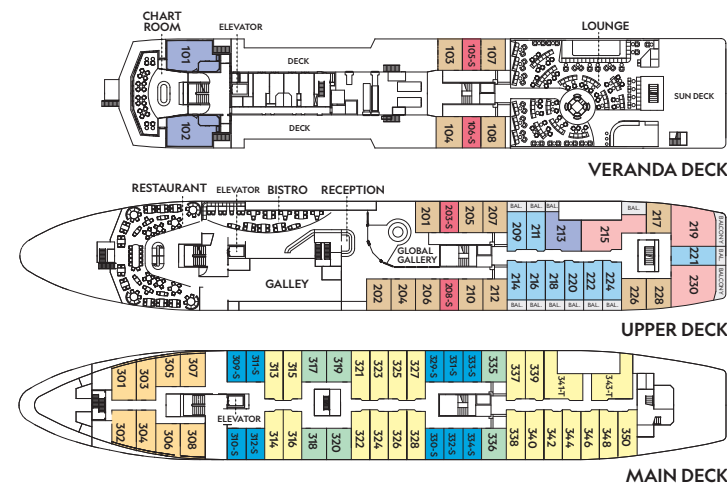 CHART
ROOM
ELEVATOR
LOUNGE
101
102
DECK
DECK
103
105-S
107
104
106-S
108
SUN DECK
VERANDA DECK
RESTAURANT
ELEVATOR
BISTRO
RECEPTION
GALLEY
GLOBAL
GALLERY
201
203-S
205
207
BAL.
BAL.
BAL.
BAL.
209
211
213
215
217
219
BALCONY
221
BAL.
230
BALCONY
202
204
206
208-S
210
212
214
216
218
220
222
224
226
228
BAL.
BAL.
BAL.
BAL.
BAL.
BAL.
UPPER DECK
301
303
305
307
309-S
311-S
313
315
317
319
321
323
325
327
329-S
331-S
333-S
335
337
339
341-T
343-T
ELEVATOR
302
304
306
308
310-S
312-S
314
316
318
320
322
324
326
328
330-S
332-S
334-S
336
338
340
342
344
346
348
350
MAIN DECK